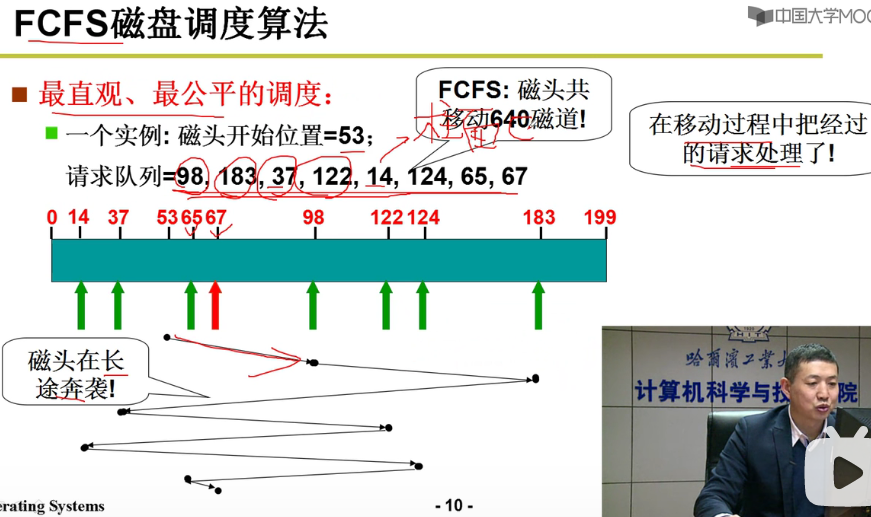 FCFS磁盘调度算法
中国大学MOO
最直观、最公平的调度：
FCFS: 磁头共
移动640磁道!
一个实例: 磁头开始位置=53；
在移动过程中把经过
的请求处理了!
请求队列=98, 183, 37, 122, 14, 124, 65, 67
0 14 37 53 65 67 98 122 124 183 199
磁头在长
途奔袭!
哈尔滨工业大
计算机科学与技 院
erating Systems
- 10 -